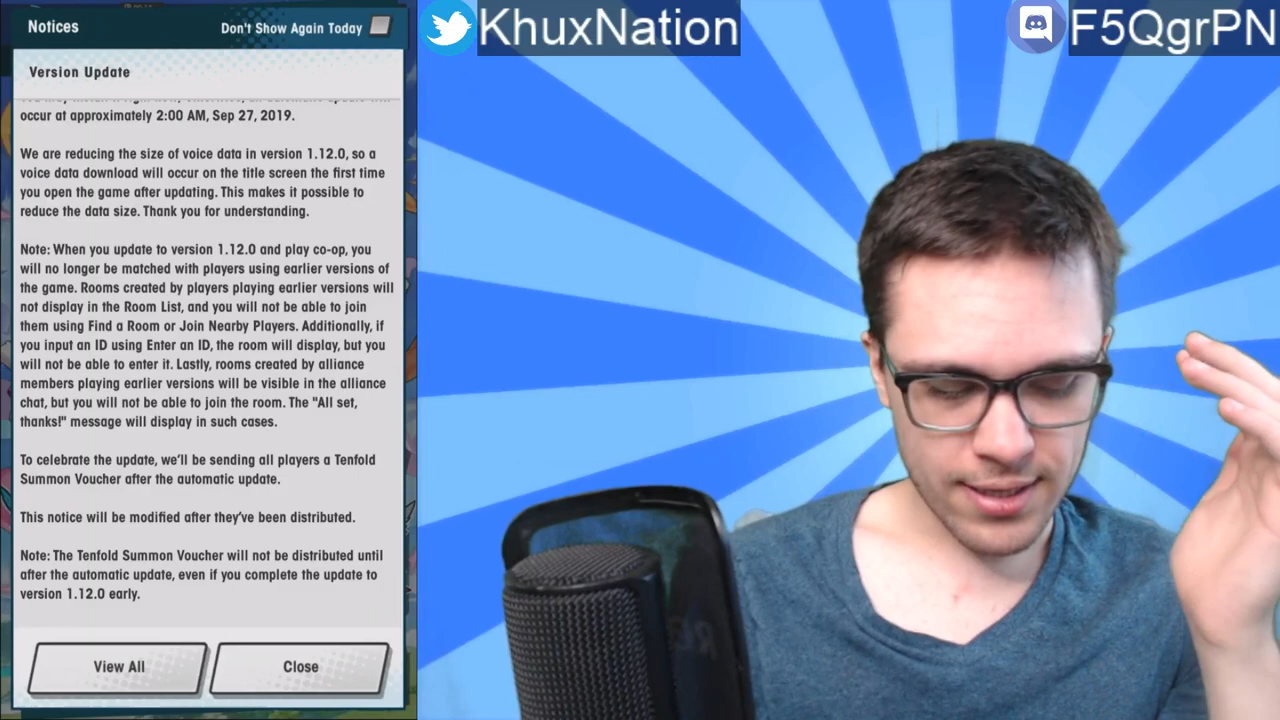 Notices
Don't Show Again Today
Version Update
occur at approximately 2:00 AM, Sep 27, 2019.
We are reducing the size of voice data in version 1.12.0, so a
voice data download will occur on the title screen the first time
you open the game after updating. This makes it possible to
reduce the data size. Thank you for understanding.
Note: When you update to version 1.12.0 and play co-op, you
will no longer be matched with players using earlier versions of
the game. Rooms created by players playing earlier versions will
not display in the Room List, and you will not be able to join
them using Find a Room or Join Nearby Players. Additionally, if
you input an ID using Enter an ID, the room will display, but you
will not be able to enter it. Lastly, rooms created by alliance
members playing earlier versions will be visible in the alliance
chat, but you will not be able to join the room. The "All set,
thanks!" message will display in such cases.
To celebrate the update, we'll be sending all players a Tenfold
Summon Voucher after the automatic update.
This notice will be modified after they've been distributed.
Note: The Tenfold Summon Voucher will not be distributed until
after the automatic update, even if you complete the update to
version 1.12.0 early.
View All
Close
KhuxNation
F5QgrPN